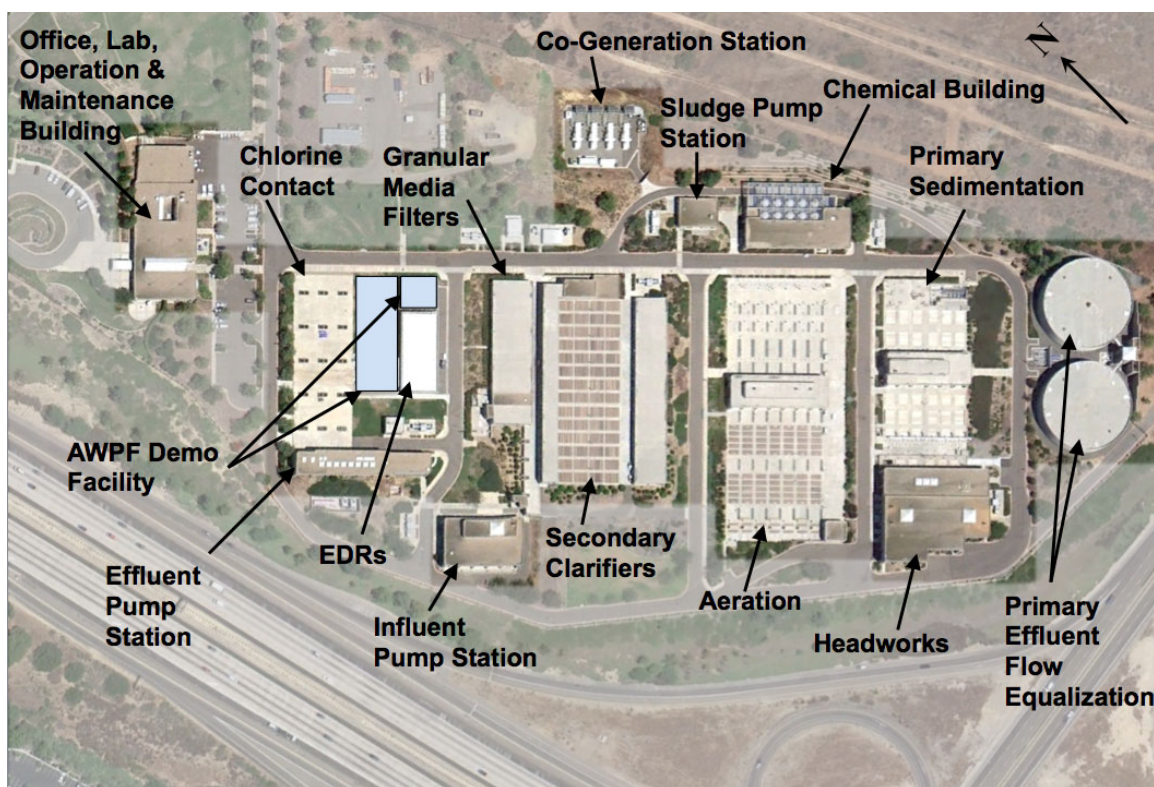 Office, Lab,
Operation &
Maintenance
Building
Chlorine
Contact
Granular
Media
Filters
Co-Generation Station
Sludge Pump
Station
Chemical Building
Primary
Sedimentation
N
AWPF Demo
Facility
Effluent
Pump
Station
EDRs
Influent
Pump Station
Secondary
Clarifiers
Aeration
Headworks
Primary
Effluent
Flow
Equalization